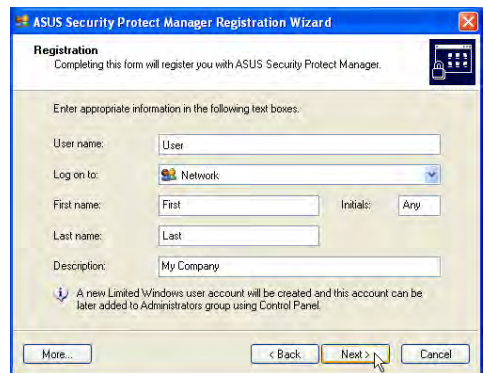 ASUS Security Protect Manager Registration Wizard
Registration
Completing this form will register you with ASUS Security Protect Manager.
Enter appropriate information in the following text boxes.
User name: User
Log on to: Network
First name: First Initials: Any
Last name: Last
Description: My Company
A new Limited Windows user account will be created and this account can be
later added to Administrators group using Control Panel.
More... < Back Next > Cancel